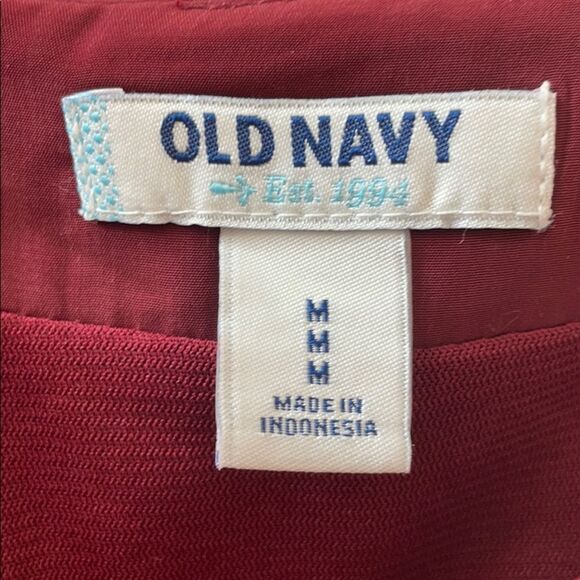 OLD NAVY
Est. 1994
M
M
M
MADE IN
INDONESIA